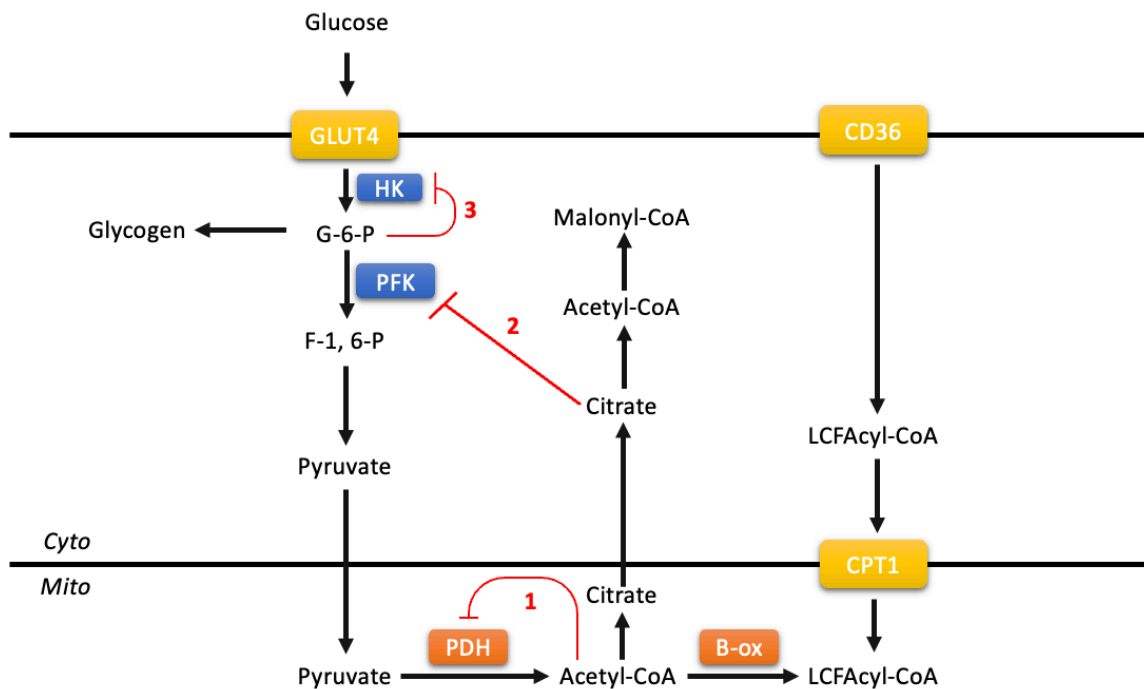 Glucose
GLUT4
CD36
HK
3
Glycogen
G-6-P
Malonyl-CoA
PFK
Acetyl-CoA
2
F-1, 6-P
Citrate
LCFAcyl-CoA
Pyruvate
Cyto
CPT1
Mito
1
Citrate
PDH
B-ox
Pyruvate
Acetyl-CoA
LCFAcyl-CoA